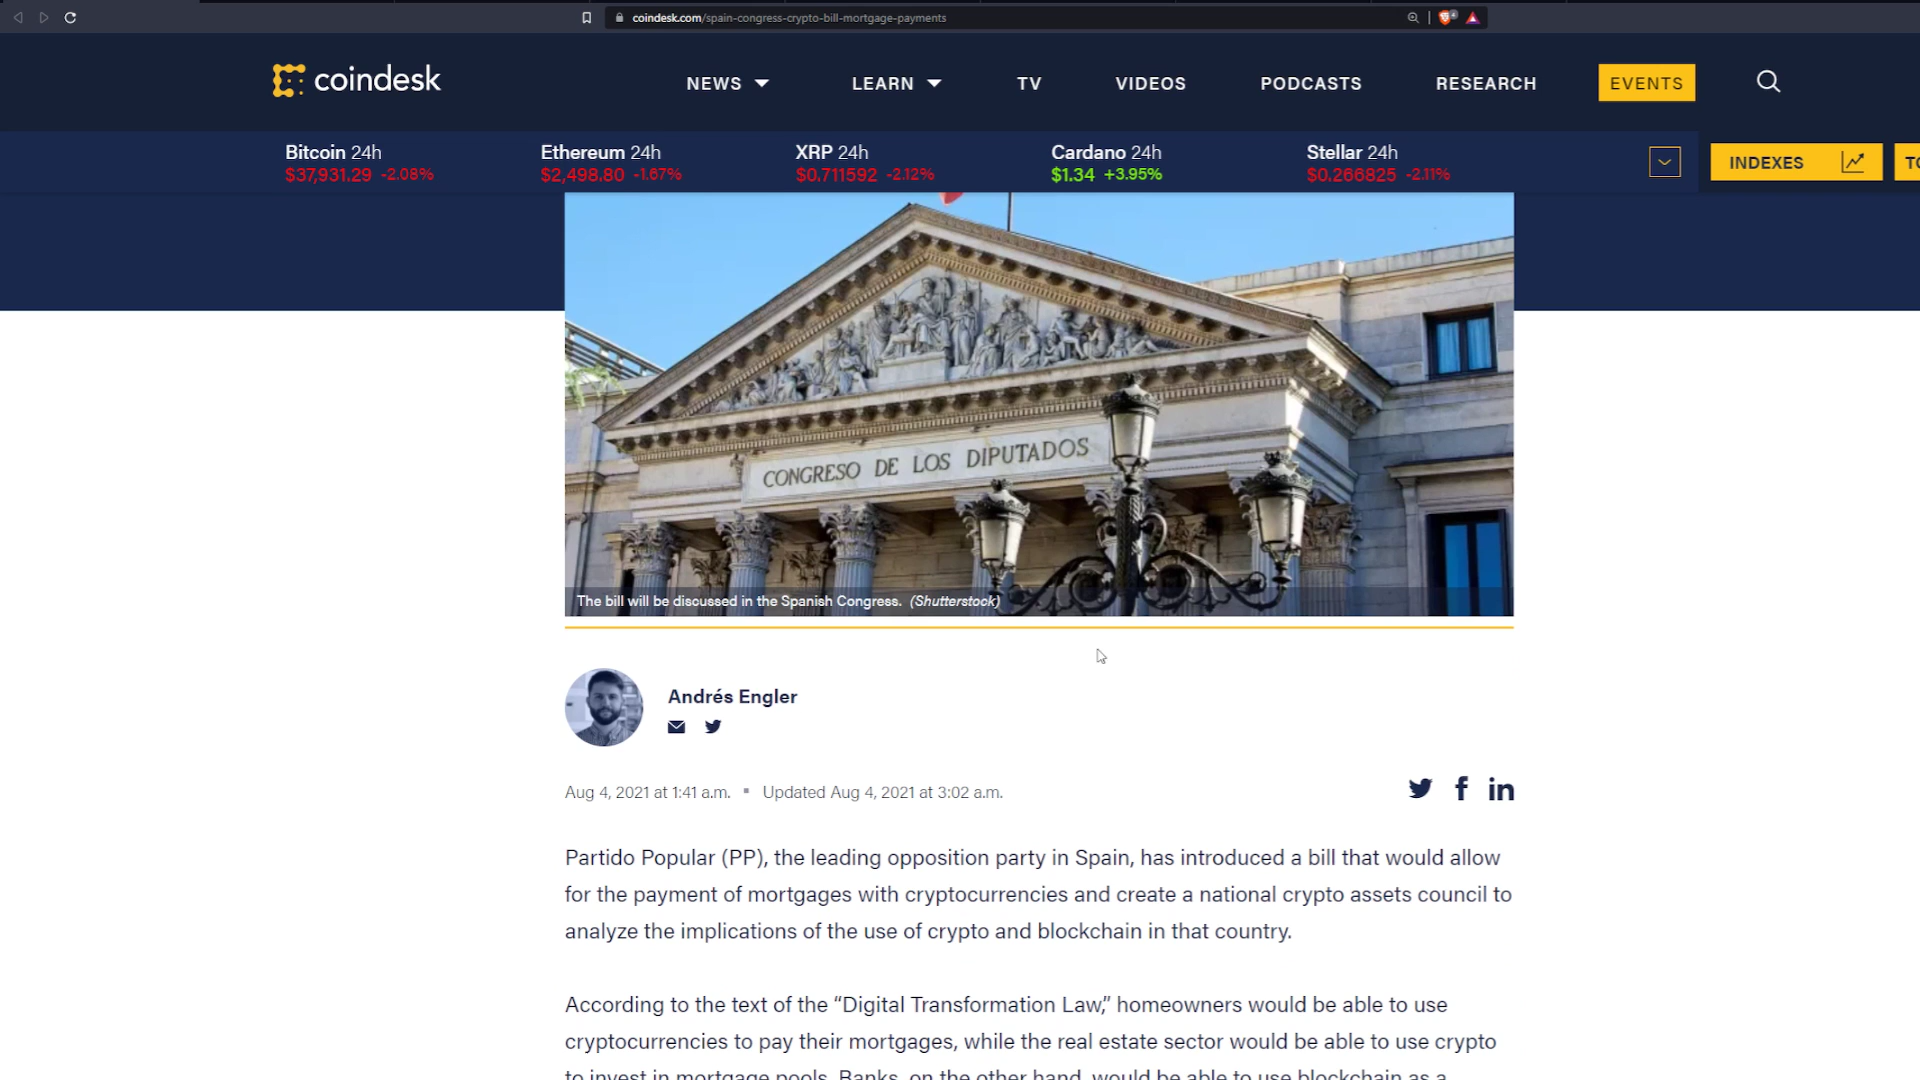 coindesk.com/spain-congress-crypto-bill-mortgage-payments
coindesk
NEWS
LEARN
TV
VIDEOS
PODCASTS
RESEARCH
EVENTS
Bitcoin 24h
$37,931.29 -2.08%
Ethereum 24h
$2,498.80 -1.67%
XRP 24h
$0.711592 -2.12%
Cardano 24h
$1.34 +3.95%
Stellar 24h
$0.266825 -2.11%
INDEXES
CONGRESO DE LOS DIPUTADOS
The bill will be discussed in the Spanish Congress. (Shutterstock)
Andrés Engler
Aug 4, 2021 at 1:41 a.m. ▪ Updated Aug 4, 2021 at 3:02 a.m.
Partido Popular (PP), the leading opposition party in Spain, has introduced a bill that would allow
for the payment of mortgages with cryptocurrencies and create a national crypto assets council to
analyze the implications of the use of crypto and blockchain in that country.
According to the text of the “Digital Transformation Law,” homeowners would be able to use
cryptocurrencies to pay their mortgages, while the real estate sector would be able to use crypto
to invest in mortgage pools. Banks, on the other hand, would be able to use blockchain as a